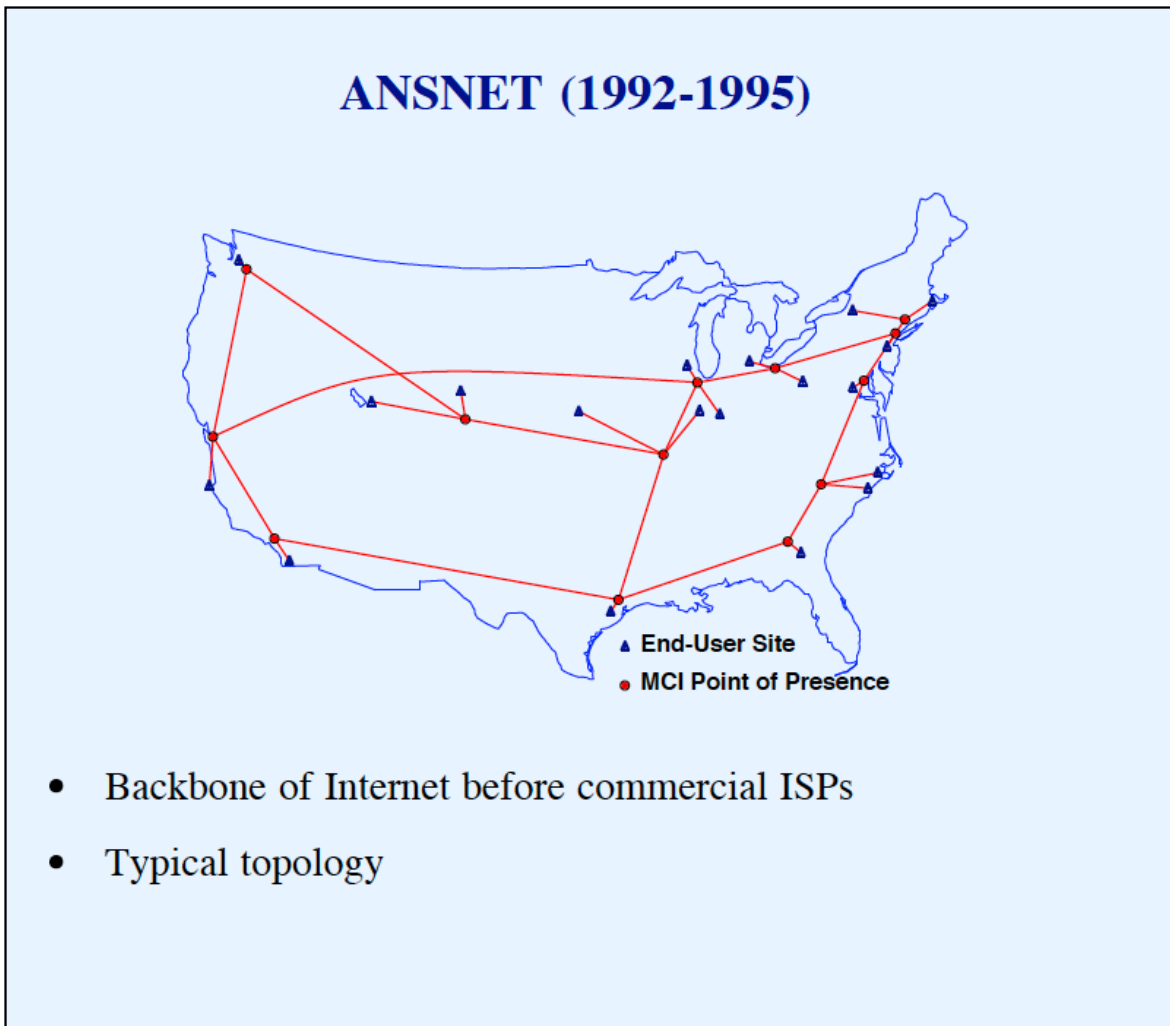 ANSNET (1992-1995)
End-User Site
MCI Point of Presence
• Backbone of Internet before commercial ISPs
• Typical topology